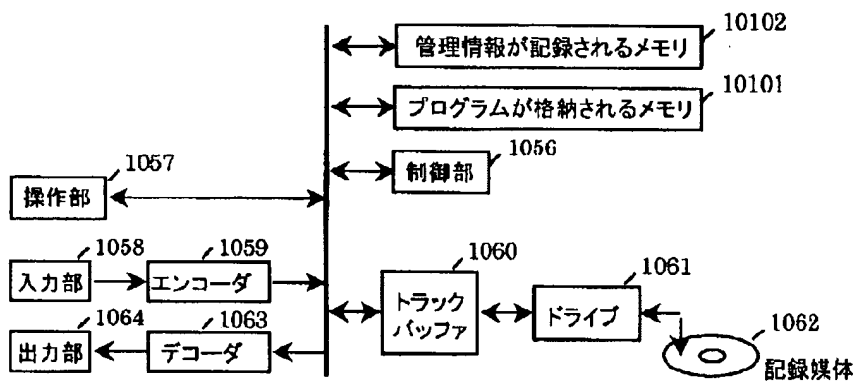 10102
管理情報が記録されるメモリ
10101
プログラムが格納されるメモリ
1056
制御部
1057
操作部
1058
1059
入力部
エンコーダ
1064
1063
出力部
デコーダ
1060
トラック
バッファ
1061
ドライブ
1062
記録媒体